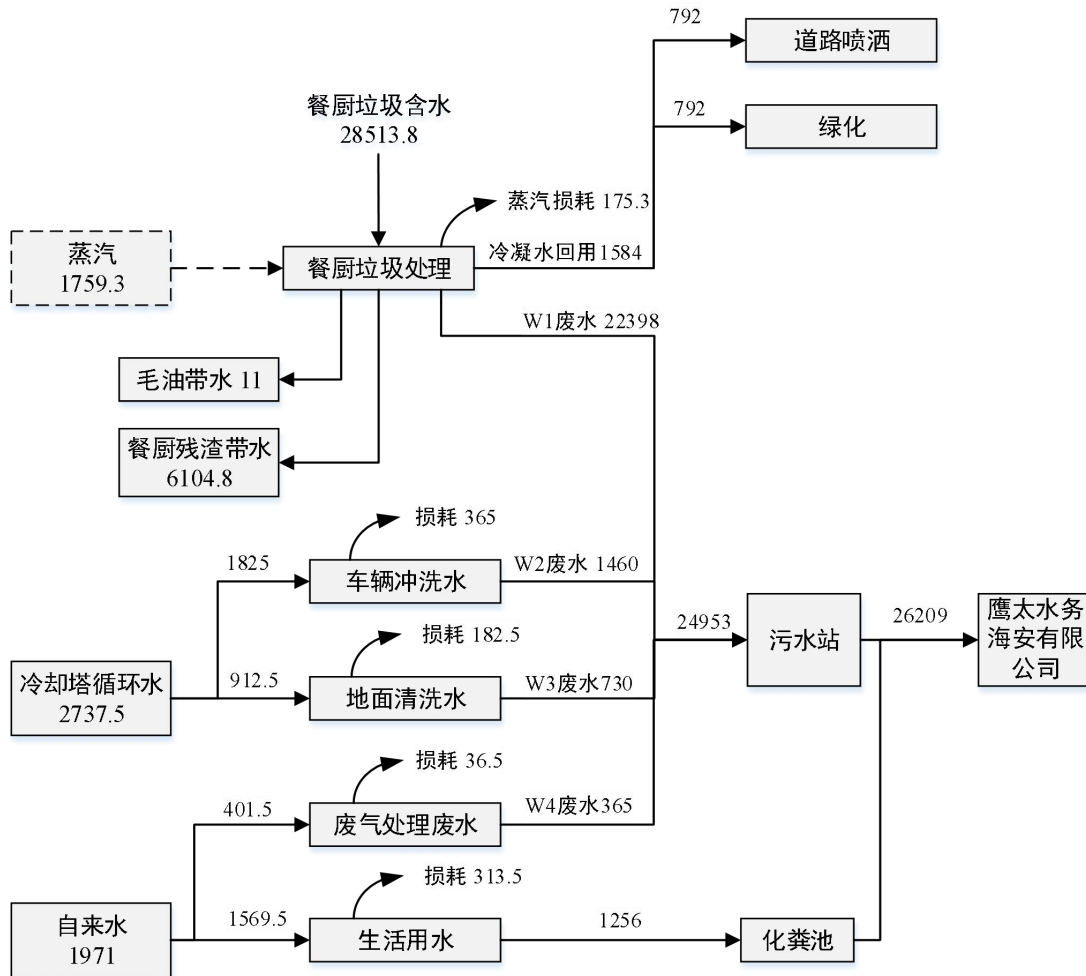 792
道路喷洒
餐厨垃圾含水
28513.8
792
绿化
蒸汽损耗 175.3
蒸汽
1759.3
餐厨垃圾处理
冷凝水回用1584
W1废水 22398
毛油带水 11
餐厨残渣带水
6104.8
损耗 365
1825
车辆冲洗水
W2废水 1460
损耗 182.5
24953
污水站
26209
鹰太水务
海安有限
公司
冷却塔循环水
2737.5
912.5
地面清洗水
W3废水730
损耗 36.5
401.5
废气处理废水
W4废水365
损耗 313.5
自来水
1971
1569.5
生活用水
1256
化粪池